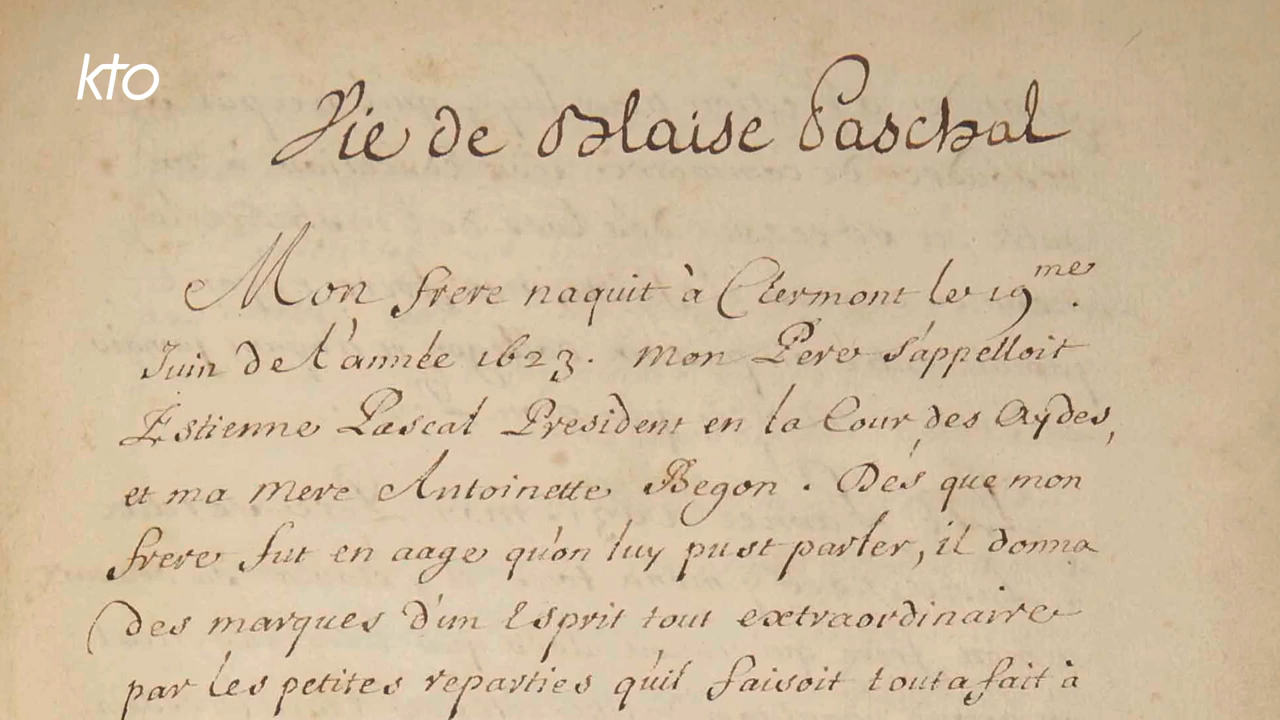 kto
Vie de Blaise Paschal
Mon frere naquit à Clermont le 19me.
Juin de l'année 1623. Mon Pere s'appelloit
Estienne Pascal President en la Cour des Aydes,
et ma Mere Antoinette Begon. Dés que mon
frere fut en aage qu'on luy pust parler, il donna
des marques d'un Esprit tout extraordinaire
par les petites reparties qu'il faisoit tout a fait à